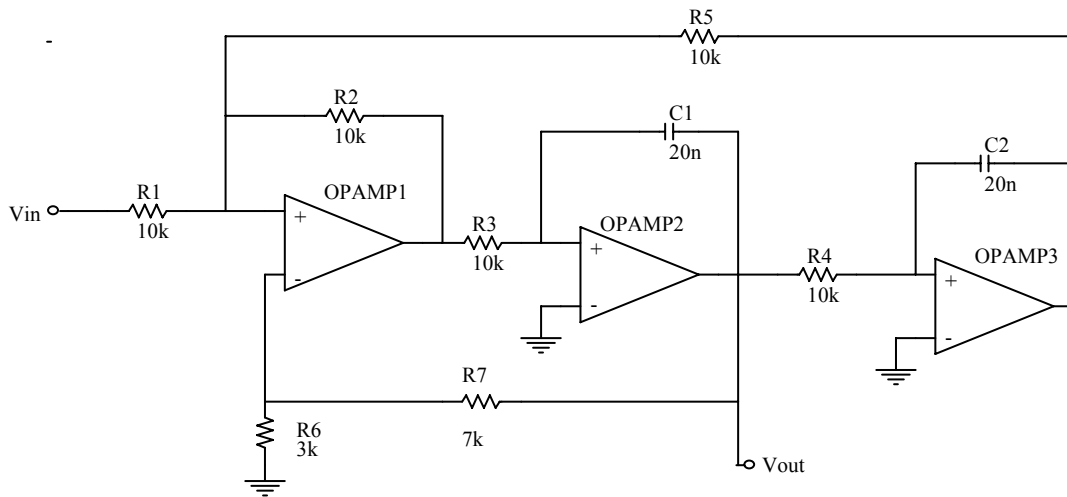 -
R5
10k
R2
10k
C1
20n
C2
20n
R1
Vin
10k
OPAMP1
+
-
R3
10k
OPAMP2
+
-
R4
10k
OPAMP3
+
-
R7
7k
R6
3k
Vout